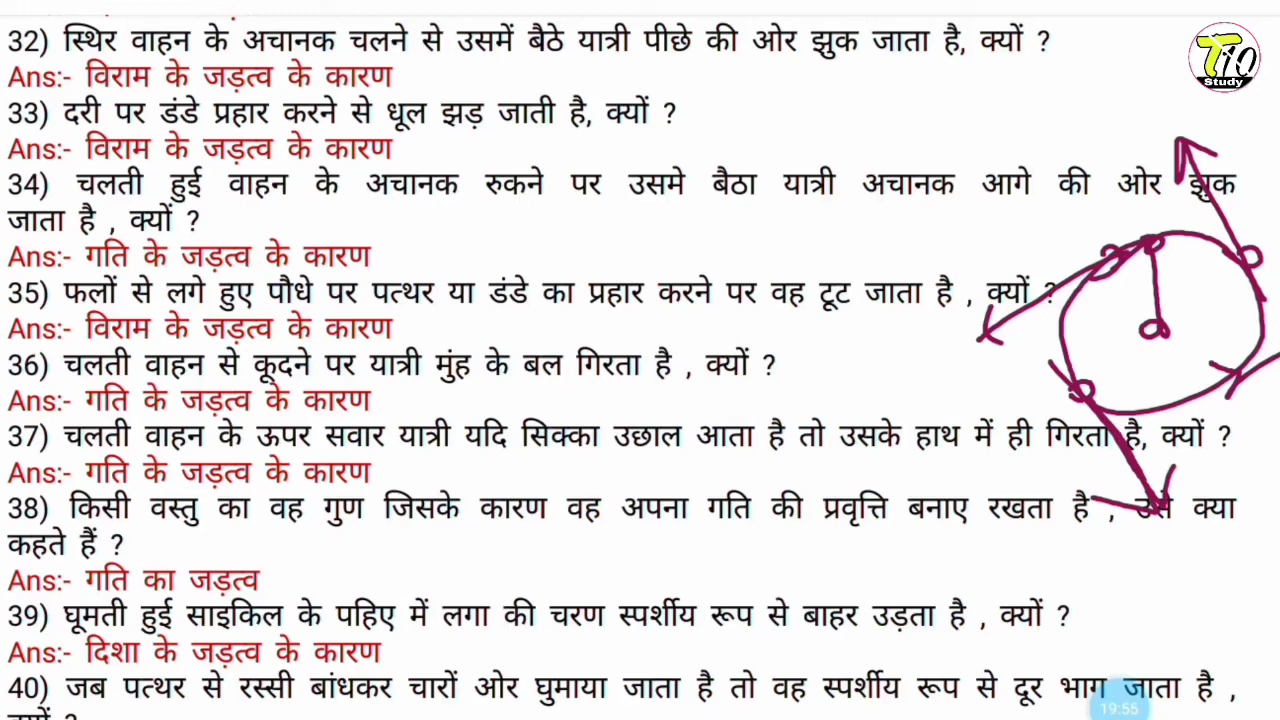 32) स्थिर वाहन के अचानक चलने से उसमें बैठे यात्री पीछे की ओर झुक जाता है, क्यों ?
Ans:- विराम के जड़त्व के कारण
33) दरी पर डंडे प्रहार करने से धूल झड़ जाती है, क्यों ?
Ans:- विराम के जड़त्व के कारण
34) चलती हुई वाहन के अचानक रुकने पर उसमे बैठा यात्री अचानक आगे की ओर झुक
जाता है , क्यों ?
Ans:- गति के जड़त्व के कारण
35) फलों से लगे हुए पौधे पर पत्थर या डंडे का प्रहार करने पर वह टूट जाता है , क्यों ?
Ans:- विराम के जड़त्व के कारण
36) चलती वाहन से कूदने पर यात्री मुंह के बल गिरता है , क्यों ?
Ans:- गति के जड़त्व के कारण
37) चलती वाहन के ऊपर सवार यात्री यदि सिक्का उछाल आता है तो उसके हाथ में ही गिरता है, क्यों ?
Ans:- गति के जड़त्व के कारण
38) किसी वस्तु का वह गुण जिसके कारण वह अपना गति की प्रवृत्ति बनाए रखता है , उसे क्या
कहते हैं ?
Ans:- गति का जड़त्व
39) घूमती हुई साइकिल के पहिए में लगा की चरण स्पर्शीय रूप से बाहर उड़ता है , क्यों ?
Ans:- दिशा के जड़त्व के कारण
40) जब पत्थर से रस्सी बांधकर चारों ओर घुमाया जाता है तो वह स्पर्शीय रूप से दूर भाग जाता है ,
Study
19:55